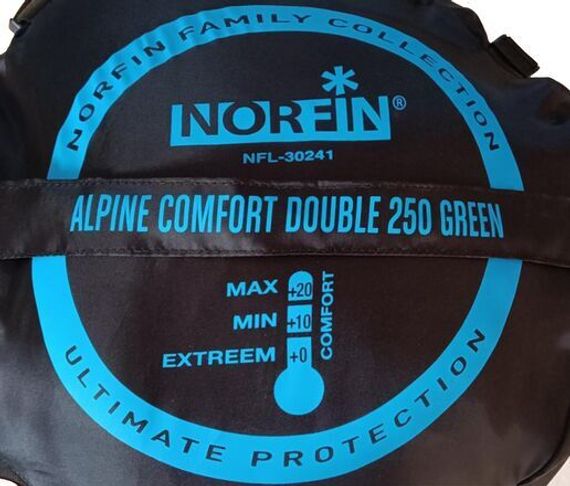 NORFIN FAMILY COLLECTION
NORFIN®
NFL-30241
ALPINE COMFORT DOUBLE 250 GREEN
MAX +20
MIN +10
EXTREEM +0
COMFORT
ULTIMATE PROTECTION